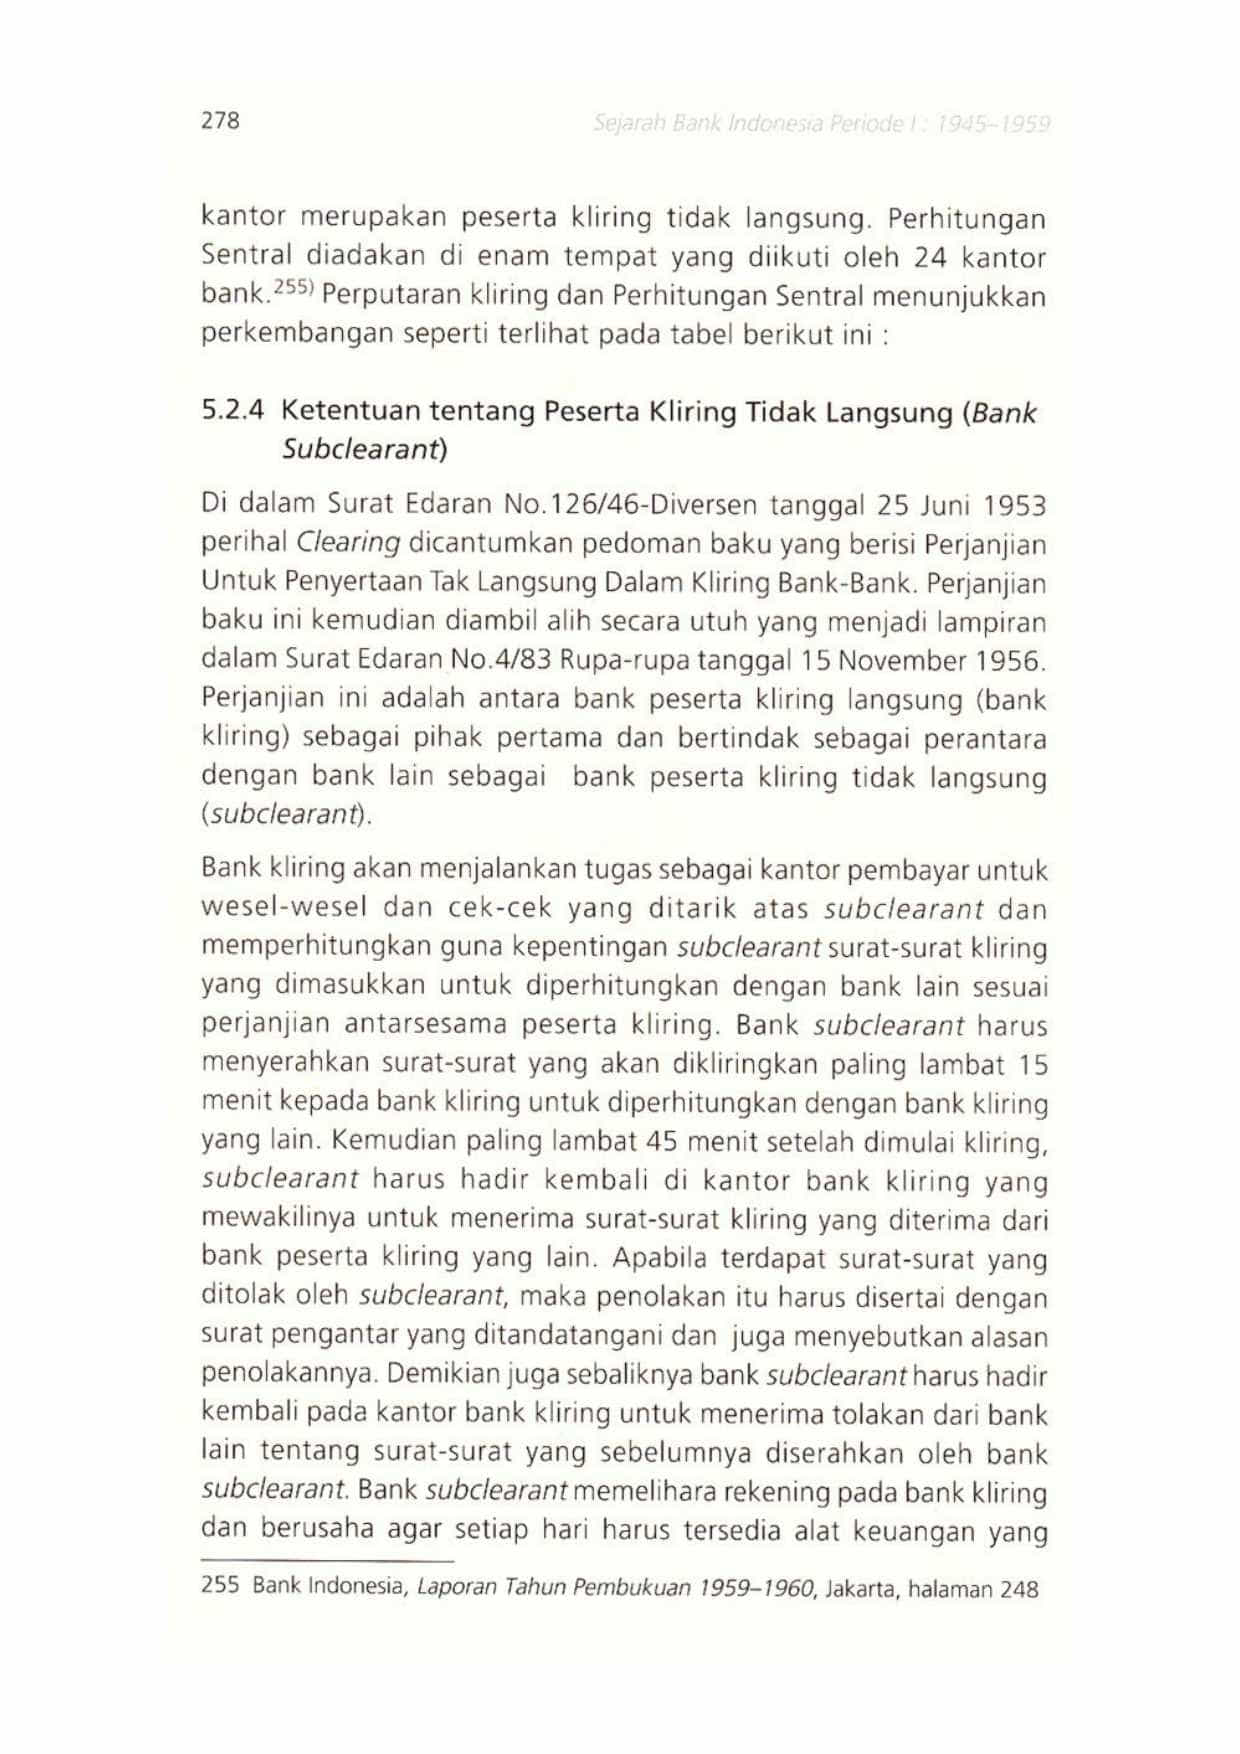 278
Sejarah Bank Indonesia Periode I : 1945–1959
kantor merupakan peserta kliring tidak langsung. Perhitungan
Sentral diadakan di enam tempat yang diikuti oleh 24 kantor
bank.255) Perputaran kliring dan Perhitungan Sentral menunjukkan
perkembangan seperti terlihat pada tabel berikut ini :
5.2.4 Ketentuan tentang Peserta Kliring Tidak Langsung (Bank
Subclearant)
Di dalam Surat Edaran No.126/46-Diversen tanggal 25 Juni 1953
perihal Clearing dicantumkan pedoman baku yang berisi Perjanjian
Untuk Penyertaan Tak Langsung Dalam Kliring Bank-Bank. Perjanjian
baku ini kemudian diambil alih secara utuh yang menjadi lampiran
dalam Surat Edaran No.4/83 Rupa-rupa tanggal 15 November 1956.
Perjanjian ini adalah antara bank peserta kliring langsung (bank
kliring) sebagai pihak pertama dan bertindak sebagai perantara
dengan bank lain sebagai bank peserta kliring tidak langsung
(subclearant).
Bank kliring akan menjalankan tugas sebagai kantor pembayar untuk
wesel-wesel dan cek-cek yang ditarik atas subclearant dan
memperhitungkan guna kepentingan subclearant surat-surat kliring
yang dimasukkan untuk diperhitungkan dengan bank lain sesuai
perjanjian antarsesama peserta kliring. Bank subclearant harus
menyerahkan surat-surat yang akan dikliringkan paling lambat 15
menit kepada bank kliring untuk diperhitungkan dengan bank kliring
yang lain. Kemudian paling lambat 45 menit setelah dimulai kliring,
subclearant harus hadir kembali di kantor bank kliring yang
mewakilinya untuk menerima surat-surat kliring yang diterima dari
bank peserta kliring yang lain. Apabila terdapat surat-surat yang
ditolak oleh subclearant, maka penolakan itu harus disertai dengan
surat pengantar yang ditandatangani dan juga menyebutkan alasan
penolakannya. Demikian juga sebaliknya bank subclearant harus hadir
kembali pada kantor bank kliring untuk menerima tolakan dari bank
lain tentang surat-surat yang sebelumnya diserahkan oleh bank
subclearant. Bank subclearant memelihara rekening pada bank kliring
dan berusaha agar setiap hari harus tersedia alat keuangan yang
255 Bank Indonesia, Laporan Tahun Pembukuan 1959–1960, Jakarta, halaman 248